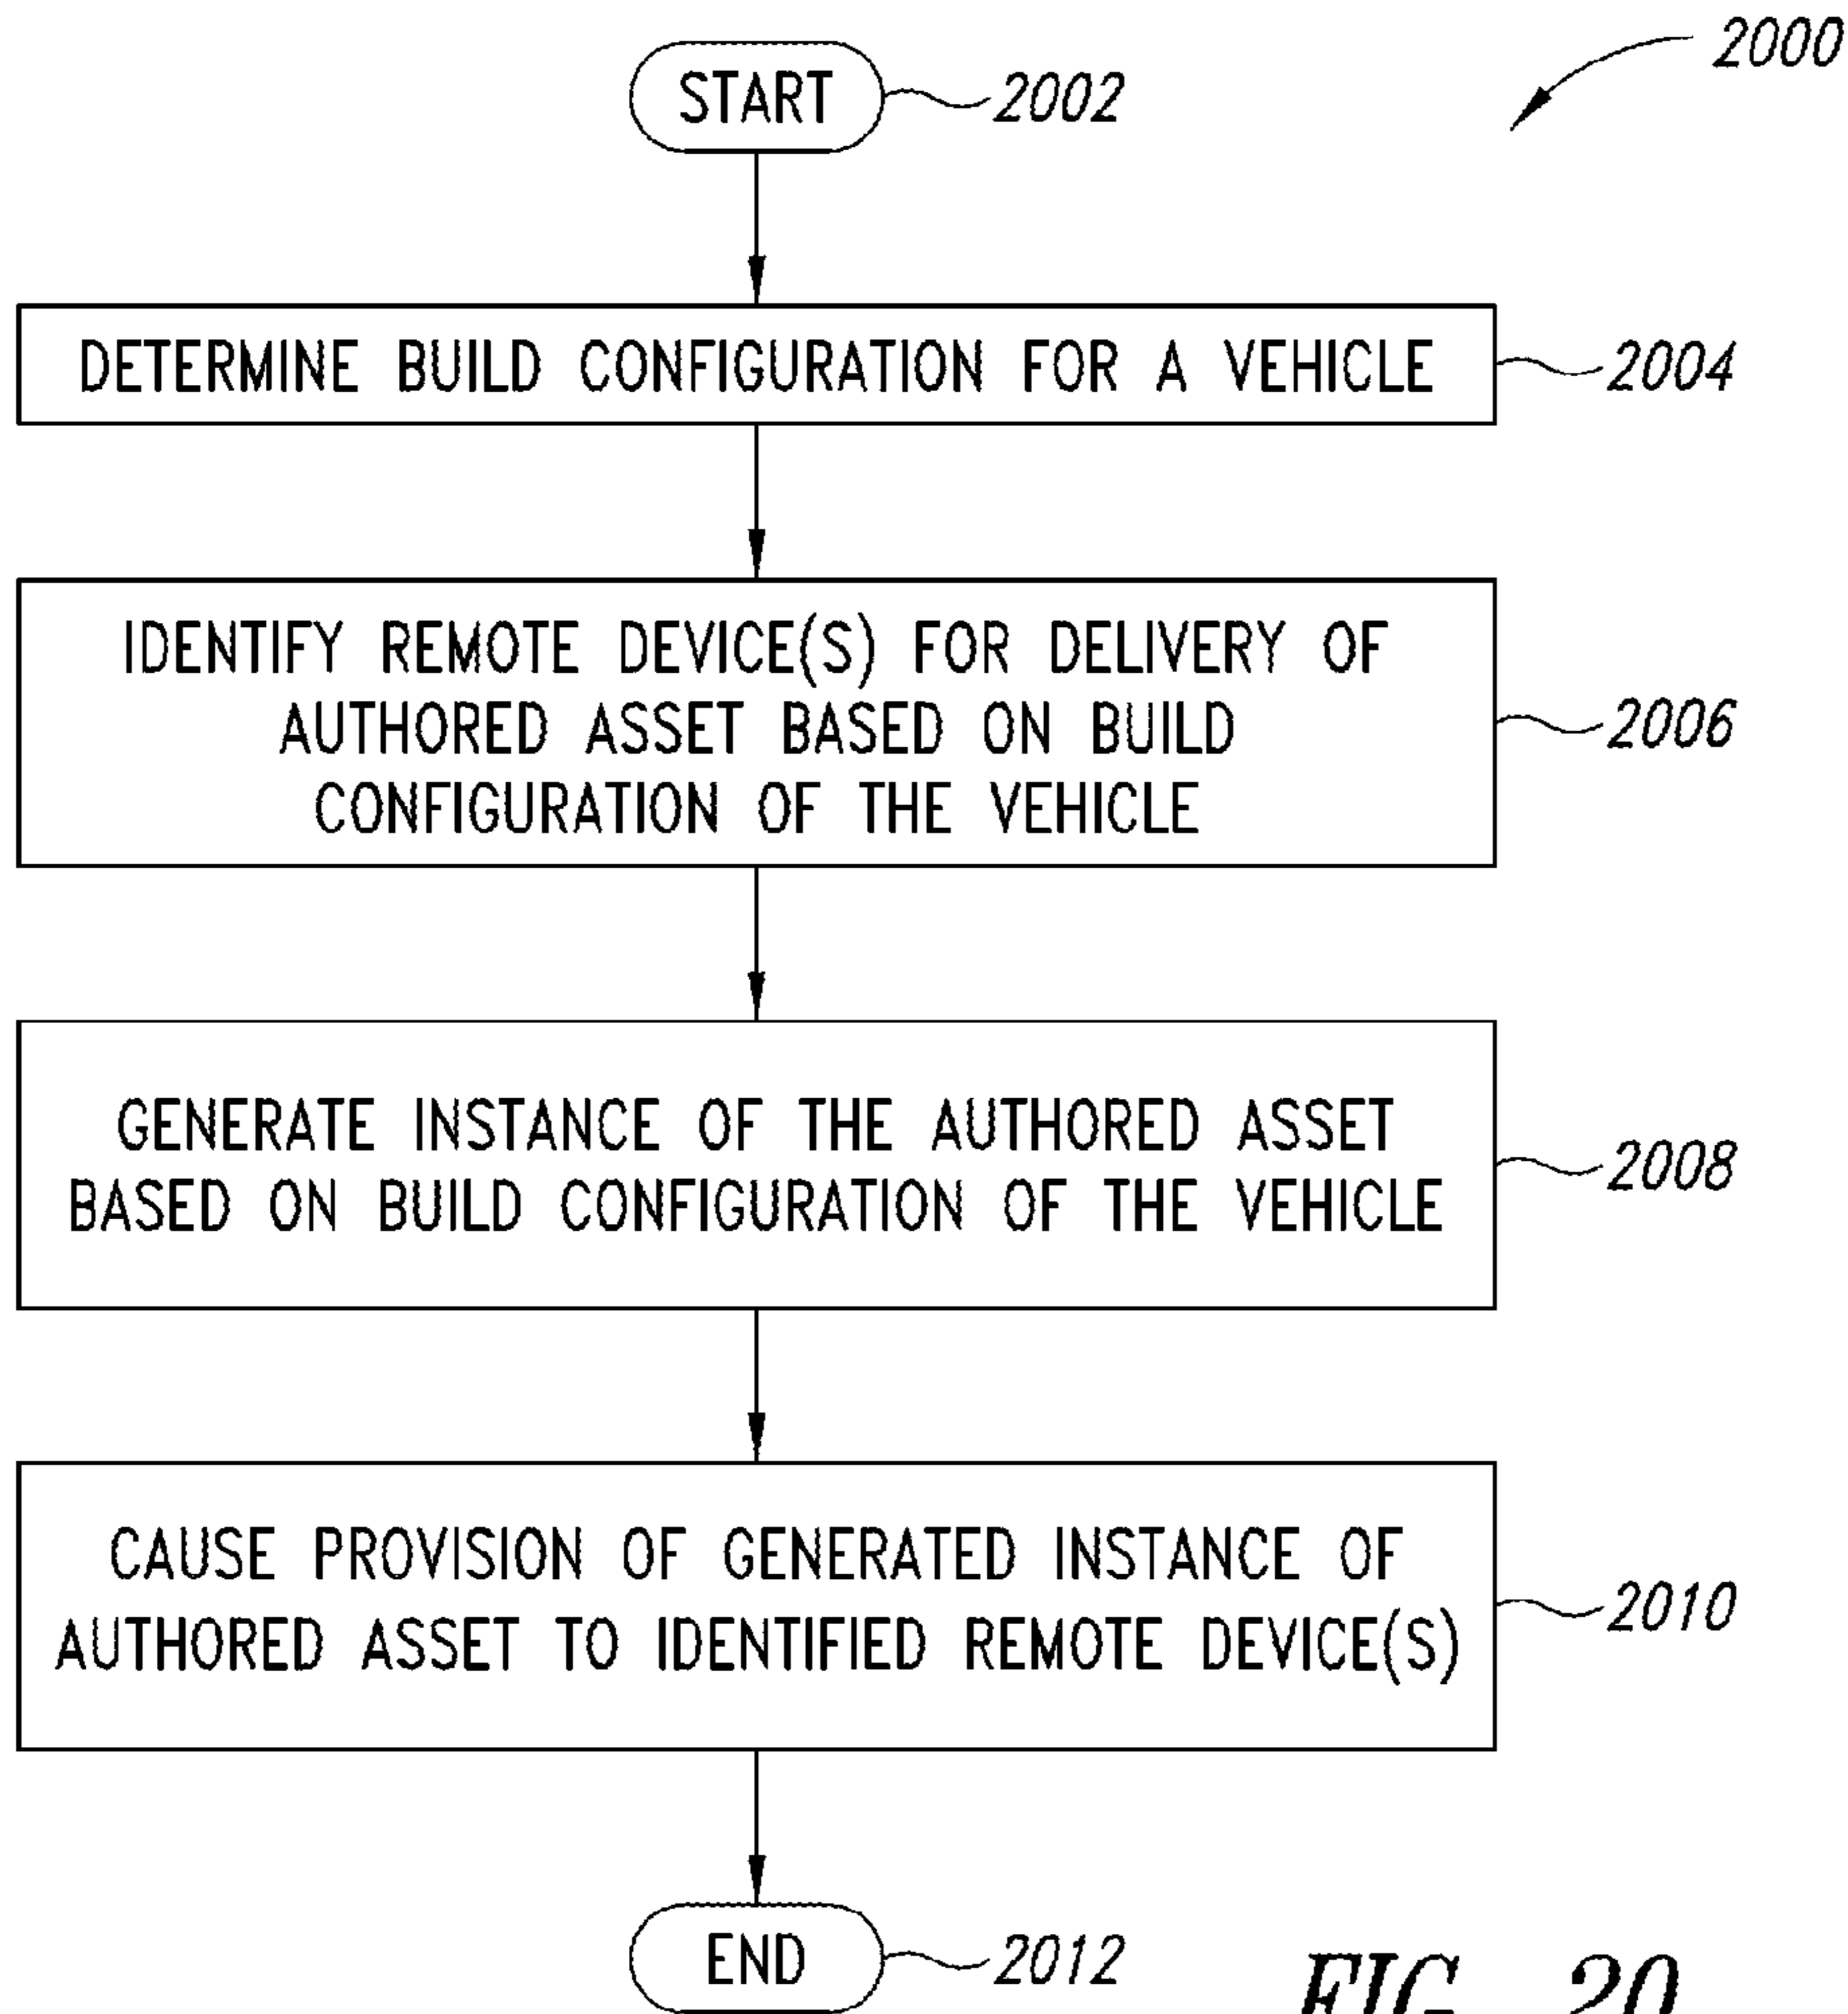 2000
START
2002
DETERMINE BUILD CONFIGURATION FOR A VEHICLE
2004
IDENTIFY REMOTE DEVICE(S) FOR DELIVERY OF
AUTHORED ASSET BASED ON BUILD
CONFIGURATION OF THE VEHICLE
2006
GENERATE INSTANCE OF THE AUTHORED ASSET
BASED ON BUILD CONFIGURATION OF THE VEHICLE
2008
CAUSE PROVISION OF GENERATED INSTANCE OF
AUTHORED ASSET TO IDENTIFIED REMOTE DEVICE(S)
2010
END
2012
FIG. 20